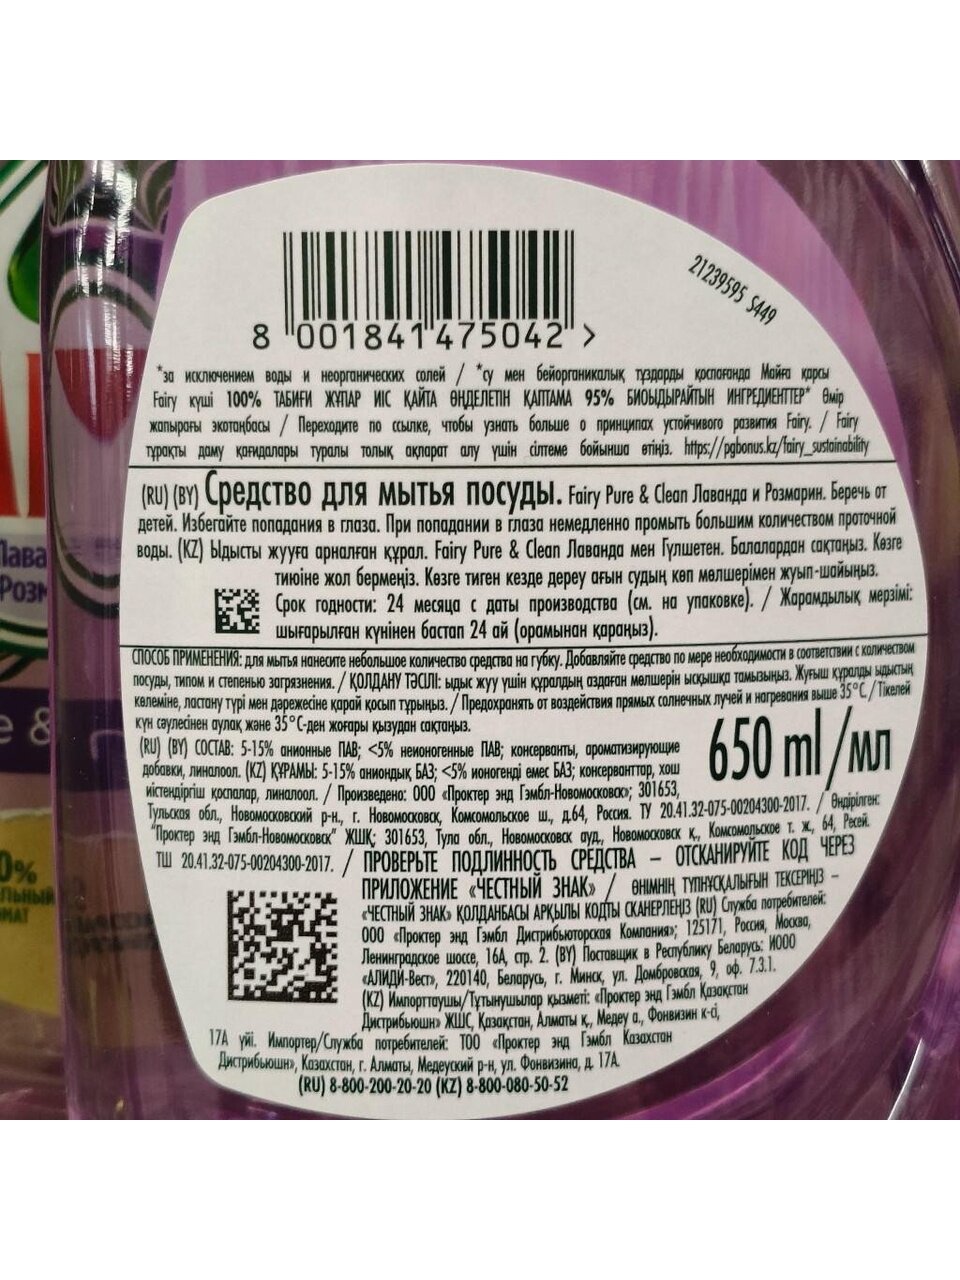 21239595 S449
8 001841 475042 >
*за исключением воды и неорганических солей / *су мен бейорганикалық тұздарды қоспағанда Майға қарсы
Fairy күші 100% ТАБИҒИ ЖҰПАР ИІС ҚАЙТА ӨҢДЕЛЕТІН ҚАПТАМА 95% БИОЫДЫРАЙТЫН ИНГРЕДИЕНТТЕР* Өмір
жапырағы экотаңбасы / Переходите по ссылке, чтобы узнать больше о принципах устойчивого развития Fairy. / Fairy
тұрақты даму қағидалары туралы толық ақпарат алу үшін сілтеме бойынша өтіңіз. https://pgbonus.kz/fairy_sustainability
(RU) (BY) Средство для мытья посуды. Fairy Pure & Clean Лаванда и Розмарин. Беречь от
детей. Избегайте попадания в глаза. При попадании в глаза немедленно промыть большим количеством проточной
воды. (KZ) Ыдысты жууға арналған құрал. Fairy Pure & Clean Лаванда мен Гүлшетен. Балалардан сақтаңыз. Көзге
тиюіне жол бермеңіз. Көзге тиген кезде дереу ағын судың көп мөлшерімен жуып-шайыңыз.
Срок годности: 24 месяца с даты производства (см. на упаковке). / Жарамдылық мерзімі:
шығарылған күнінен бастап 24 ай (орамынан қараңыз).
СПОСОБ ПРИМЕНЕНИЯ: для мытья нанесите небольшое количество средства на губку. Добавляйте средство по мере необходимости в соответствии с количеством
посуды, типом и степенью загрязнения. / ҚОЛДАНУ ТӘСІЛІ: ыдыс жуу үшін құралдың аздаған мөлшерін ысқышқа тамызыңыз. Жуғыш құралды ыдыстың
көлеміне, ластану түрі мен дәрежесіне қарай қосып тұрыңыз. / Предохранять от воздействия прямых солнечных лучей и нагревания выше 35°C. / Тікелей
күн сәулесінен аулақ және 35°C-ден жоғары қызудан сақтаңыз.
(RU) (BY) СОСТАВ: 5-15% анионные ПАВ; <5% неионогенные ПАВ; консерванты, ароматизирующие
добавки, линалоол. (KZ) ҚҰРАМЫ: 5-15% аниондық БАЗ; <5% ионогенді емес БАЗ; консерванттар, хош
иістендіргіш қоспалар, линалоол. / Произведено: ООО «Проктер энд Гэмбл-Новомосковск»; 301653,
650 ml/мл
Тульская обл., Новомосковский р-н., г. Новомосковск, Комсомольское ш., д.64, Россия. ТУ 20.41.32-075-00204300-2017. / Өндірілген:
"Проктер энд Гэмбл-Новомосковск" ЖШҚ; 301653, Тула обл., Новомосковск ауд., Новомосковск қ., Комсомольское т. ж., 64, Ресей.
ТШ 20.41.32-075-00204300-2017. / ПРОВЕРЬТЕ ПОДЛИННОСТЬ СРЕДСТВА – ОТСКАНИРУЙТЕ КОД ЧЕРЕЗ
ПРИЛОЖЕНИЕ «ЧЕСТНЫЙ ЗНАК» / ӨНІМНІҢ ТҮПНҰСҚАЛЫҒЫН ТЕКСЕРІҢІЗ –
«ЧЕСТНЫЙ ЗНАК» ҚОЛДАНБАСЫ АРҚЫЛЫ КОДТЫ СКАНЕРЛЕҢІЗ (RU) Служба потребителей:
ООО «Проктер энд Гэмбл Дистрибьюторская Компания»; 125171, Россия, Москва,
Ленинградское шоссе, 16А, стр. 2. (BY) Поставщик в Республику Беларусь: ИООО
«АЛИДИ-Вест», 220140, Беларусь, г. Минск, ул. Домбровская, 9, оф. 7.3.1.
(KZ) Импорттаушы/Тұтынушылар қызметі: «Проктер энд Гэмбл Қазақстан
Дистрибьюшн» ЖШС, Қазақстан, Алматы қ., Медеу а., Фонвизин к-сі,
17А үйі. Импортер/Служба потребителей: ТОО «Проктер энд Гэмбл Казахстан
Дистрибьюшн», Казахстан, г. Алматы, Медеуский р-н, ул. Фонвизина, д. 17А.
(RU) 8-800-200-20-20 (KZ) 8-800-080-50-52